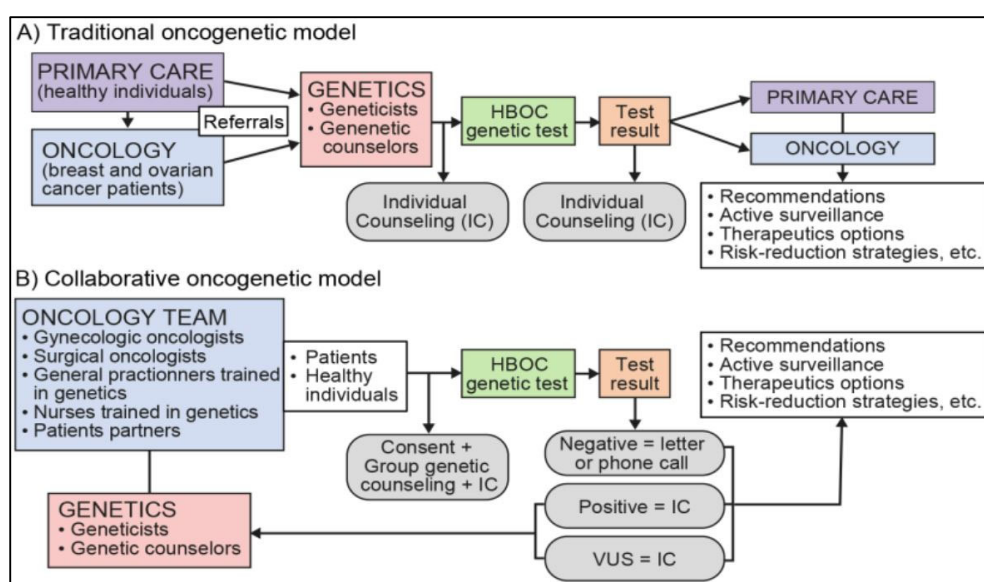 A) Traditional oncogenetic model
PRIMARY CARE
(healthy individuals)
Referrals
ONCOLOGY
(breast and ovarian
cancer patients)
GENETICS
• Geneticists
• Genenetic
counselors
HBOC
genetic test
Test
result
Individual
Counseling (IC)
Individual
Counseling (IC)
PRIMARY CARE
ONCOLOGY
• Recommendations
• Active surveillance
• Therapeutics options
• Risk-reduction strategies, etc.
B) Collaborative oncogenetic model
ONCOLOGY TEAM
• Gynecologic oncologists
• Surgical oncologists
• General practionners trained
in genetics
• Nurses trained in genetics
• Patients partners
• Patients
• Healthy
individuals
HBOC
genetic test
Test
result
Consent +
Group genetic
counseling + IC
Negative = letter
or phone call
Positive = IC
VUS = IC
• Recommendations
• Active surveillance
• Therapeutics options
• Risk-reduction strategies, etc.
GENETICS
• Geneticists
• Genetic counselors